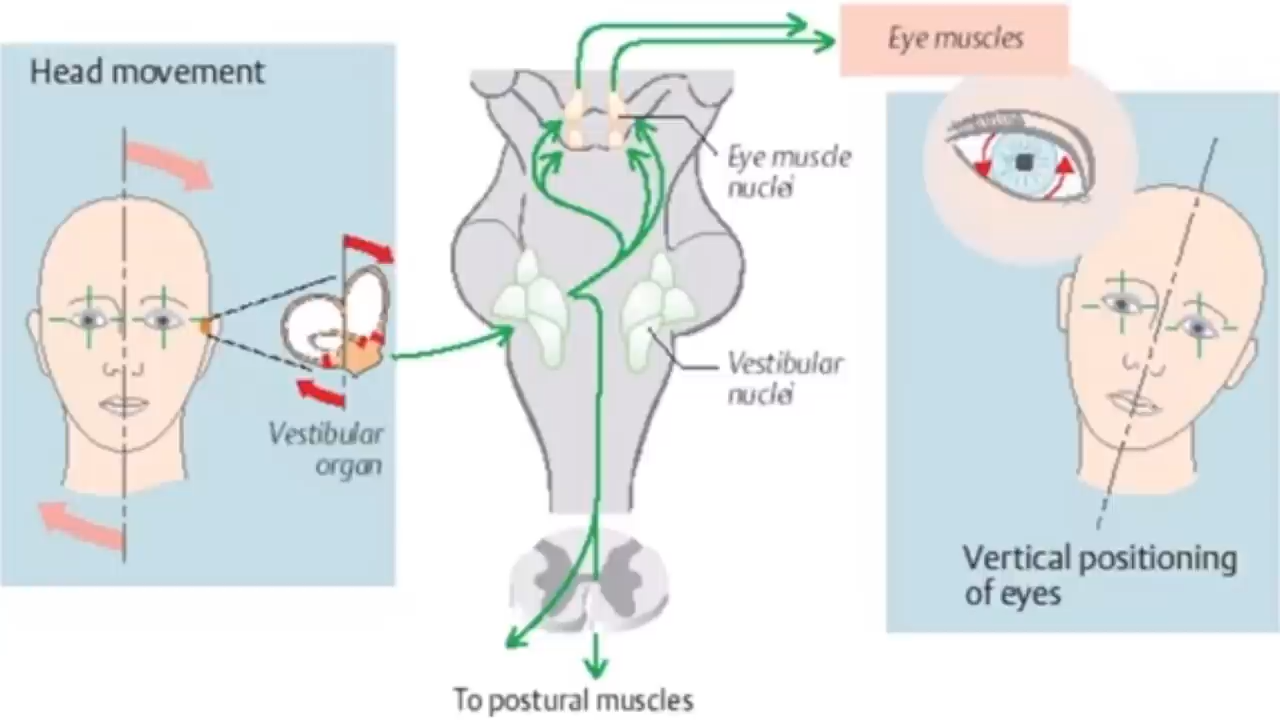 Head movement
Vestibular
organ
Eye muscles
Eye muscle
nuclei
Vestibular
nuclei
To postural muscles
Vertical positioning
of eyes